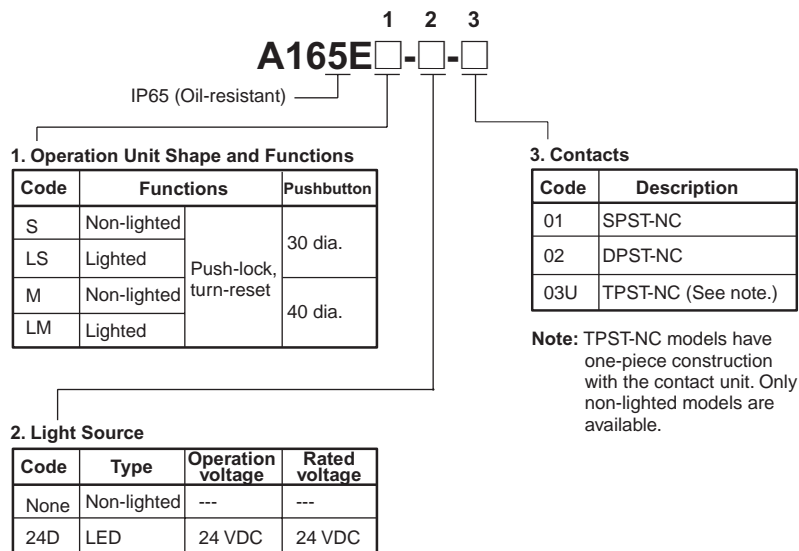 1 2 3
A165E□-□-□
IP65 (Oil-resistant)
1. Operation Unit Shape and Functions
Code Functions Pushbutton
S Non-lighted Push-lock, turn-reset 30 dia.
LS Lighted
M Non-lighted 40 dia.
LM Lighted
3. Contacts
Code Description
01 SPST-NC
02 DPST-NC
03U TPST-NC (See note.)
Note: TPST-NC models have
one-piece construction
with the contact unit. Only
non-lighted models are
available.
2. Light Source
Code Type Operation voltage Rated voltage
None Non-lighted --- ---
24D LED 24 VDC 24 VDC